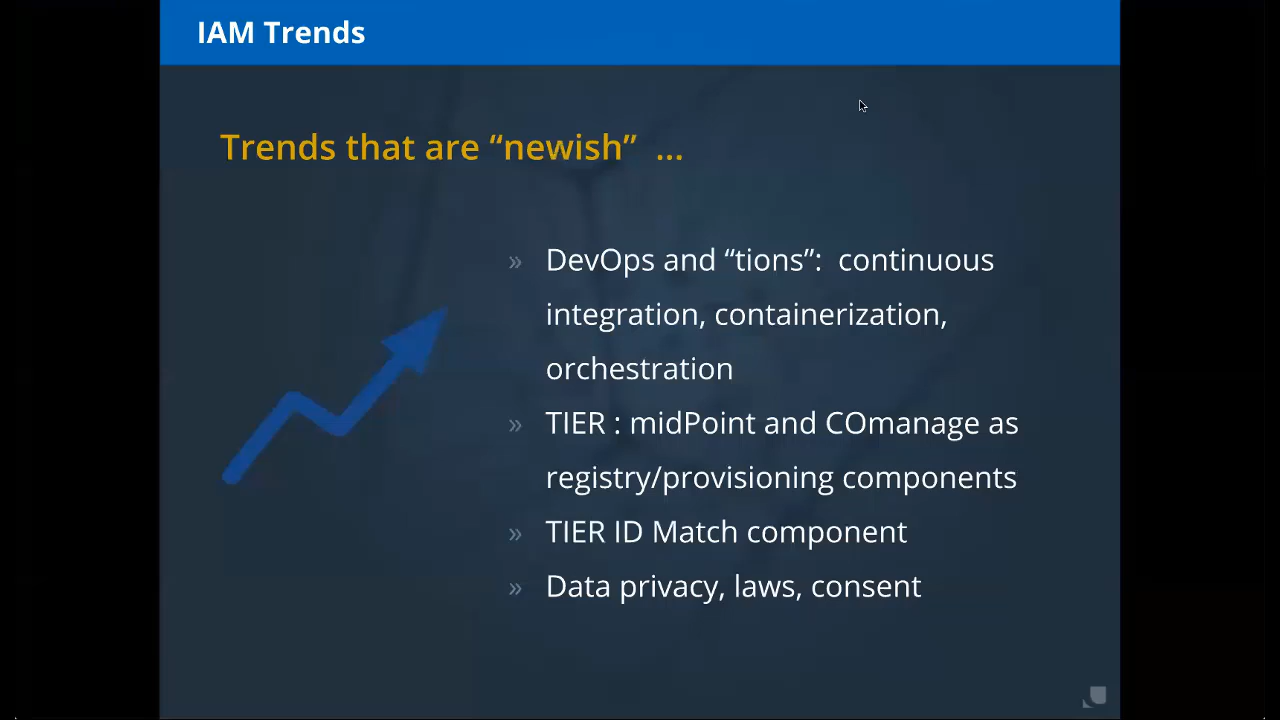 IAM Trends
Trends that are “newish” ...
» DevOps and “tions”: continuous
integration, containerization,
orchestration
» TIER : midPoint and COmanage as
registry/provisioning components
» TIER ID Match component
» Data privacy, laws, consent